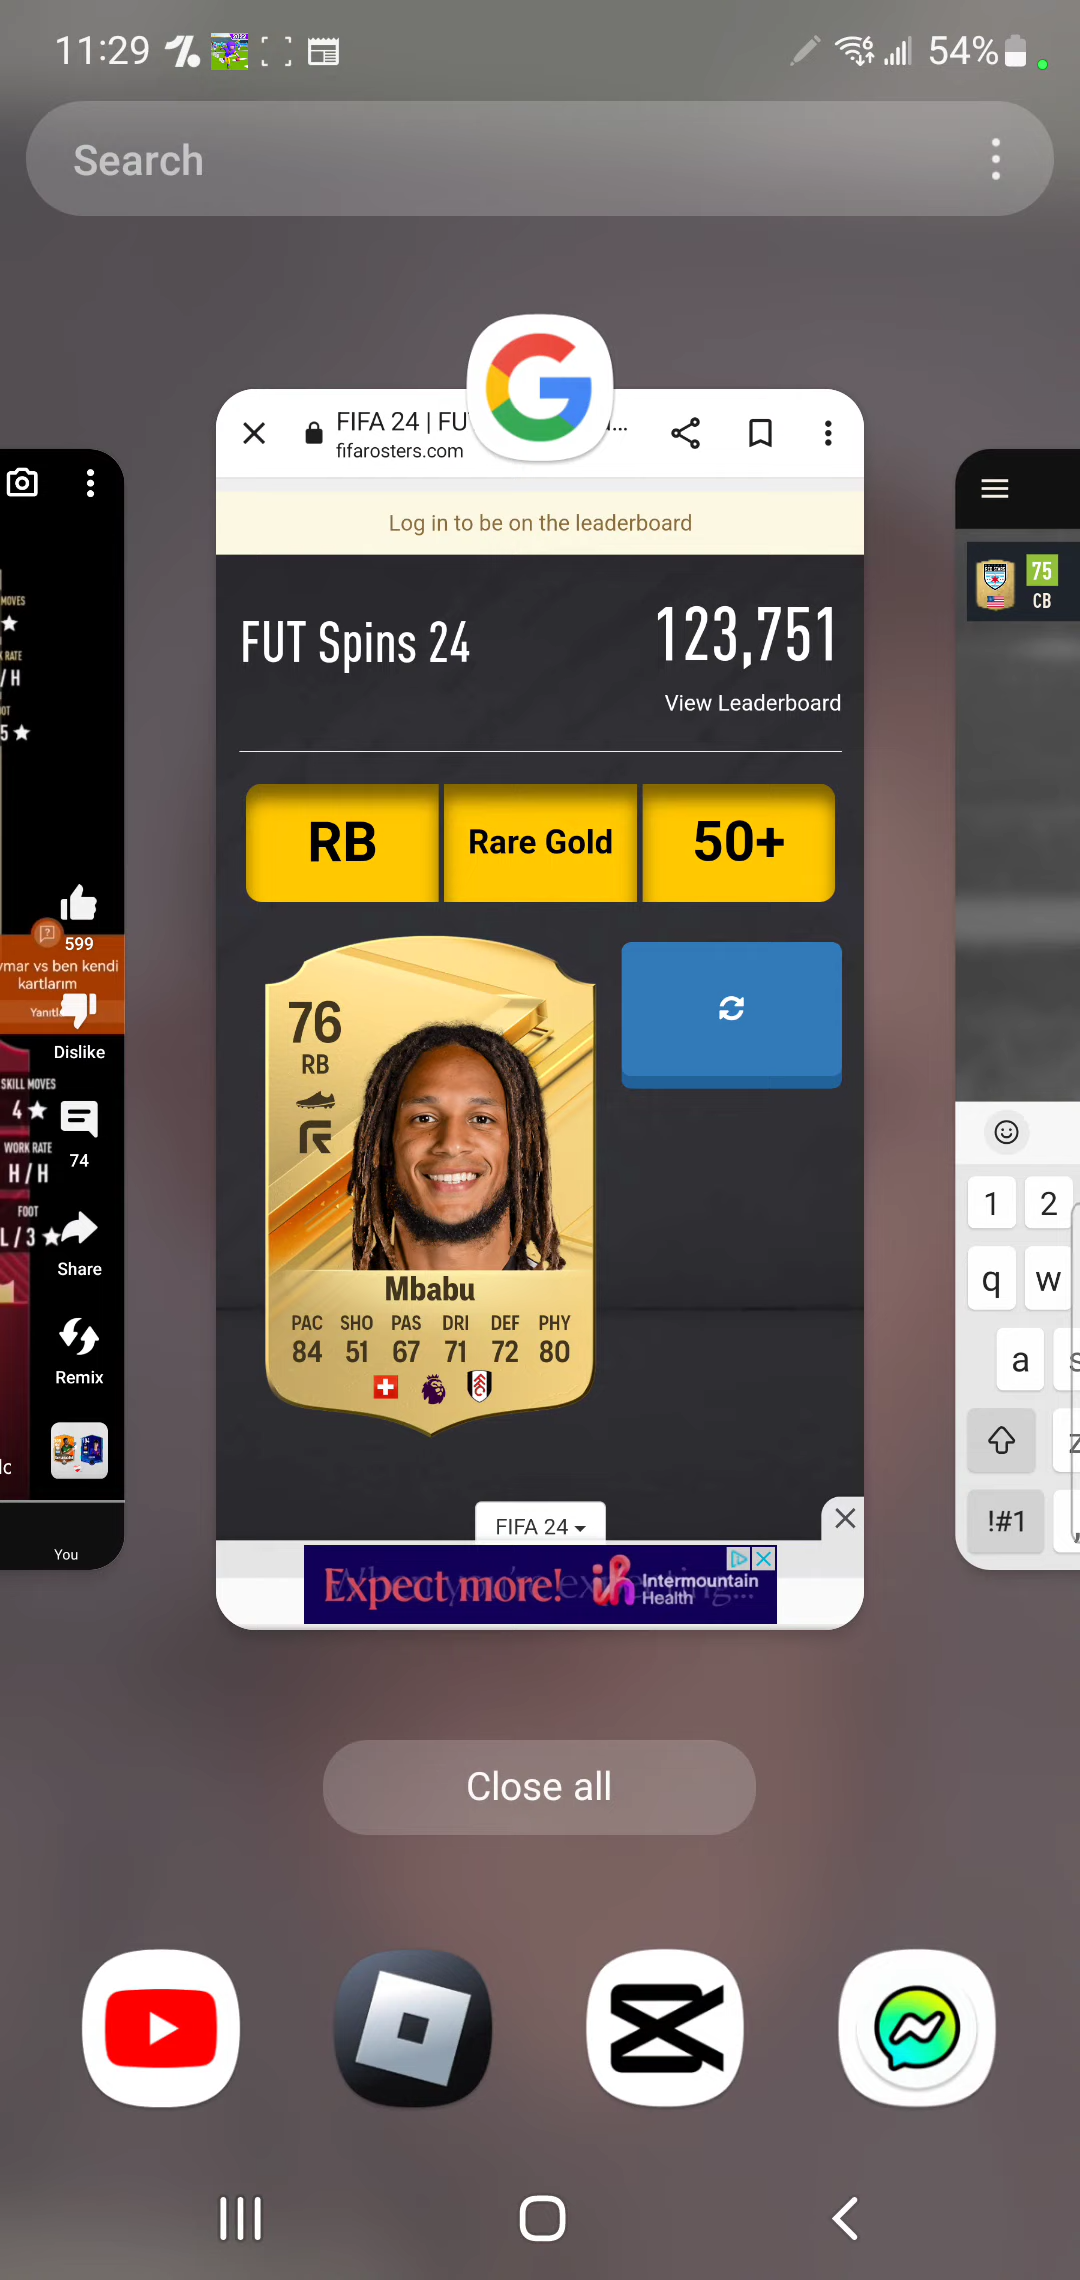 11:29
54%
Search
FIFA 24 | FU
...
fifarosters.com
Log in to be on the leaderboard
FUT Spins 24
123,751
View Leaderboard
RB
Rare Gold
50+
76
RB
Mbabu
PAC SHO PAS DRI DEF PHY
84 51 67 71 72 80
FIFA 24
Expect more!
Intermountain
Health
MOVES
RATE
/ H
OT
5
599
ymar vs ben kendi
kartlarım
Dislike
SKILL MOVES
4
WORK RATE
H / H
74
FOOT
L / 3
Share
Remix
You
75
CB
1 2
q w
a
!#1
Close all